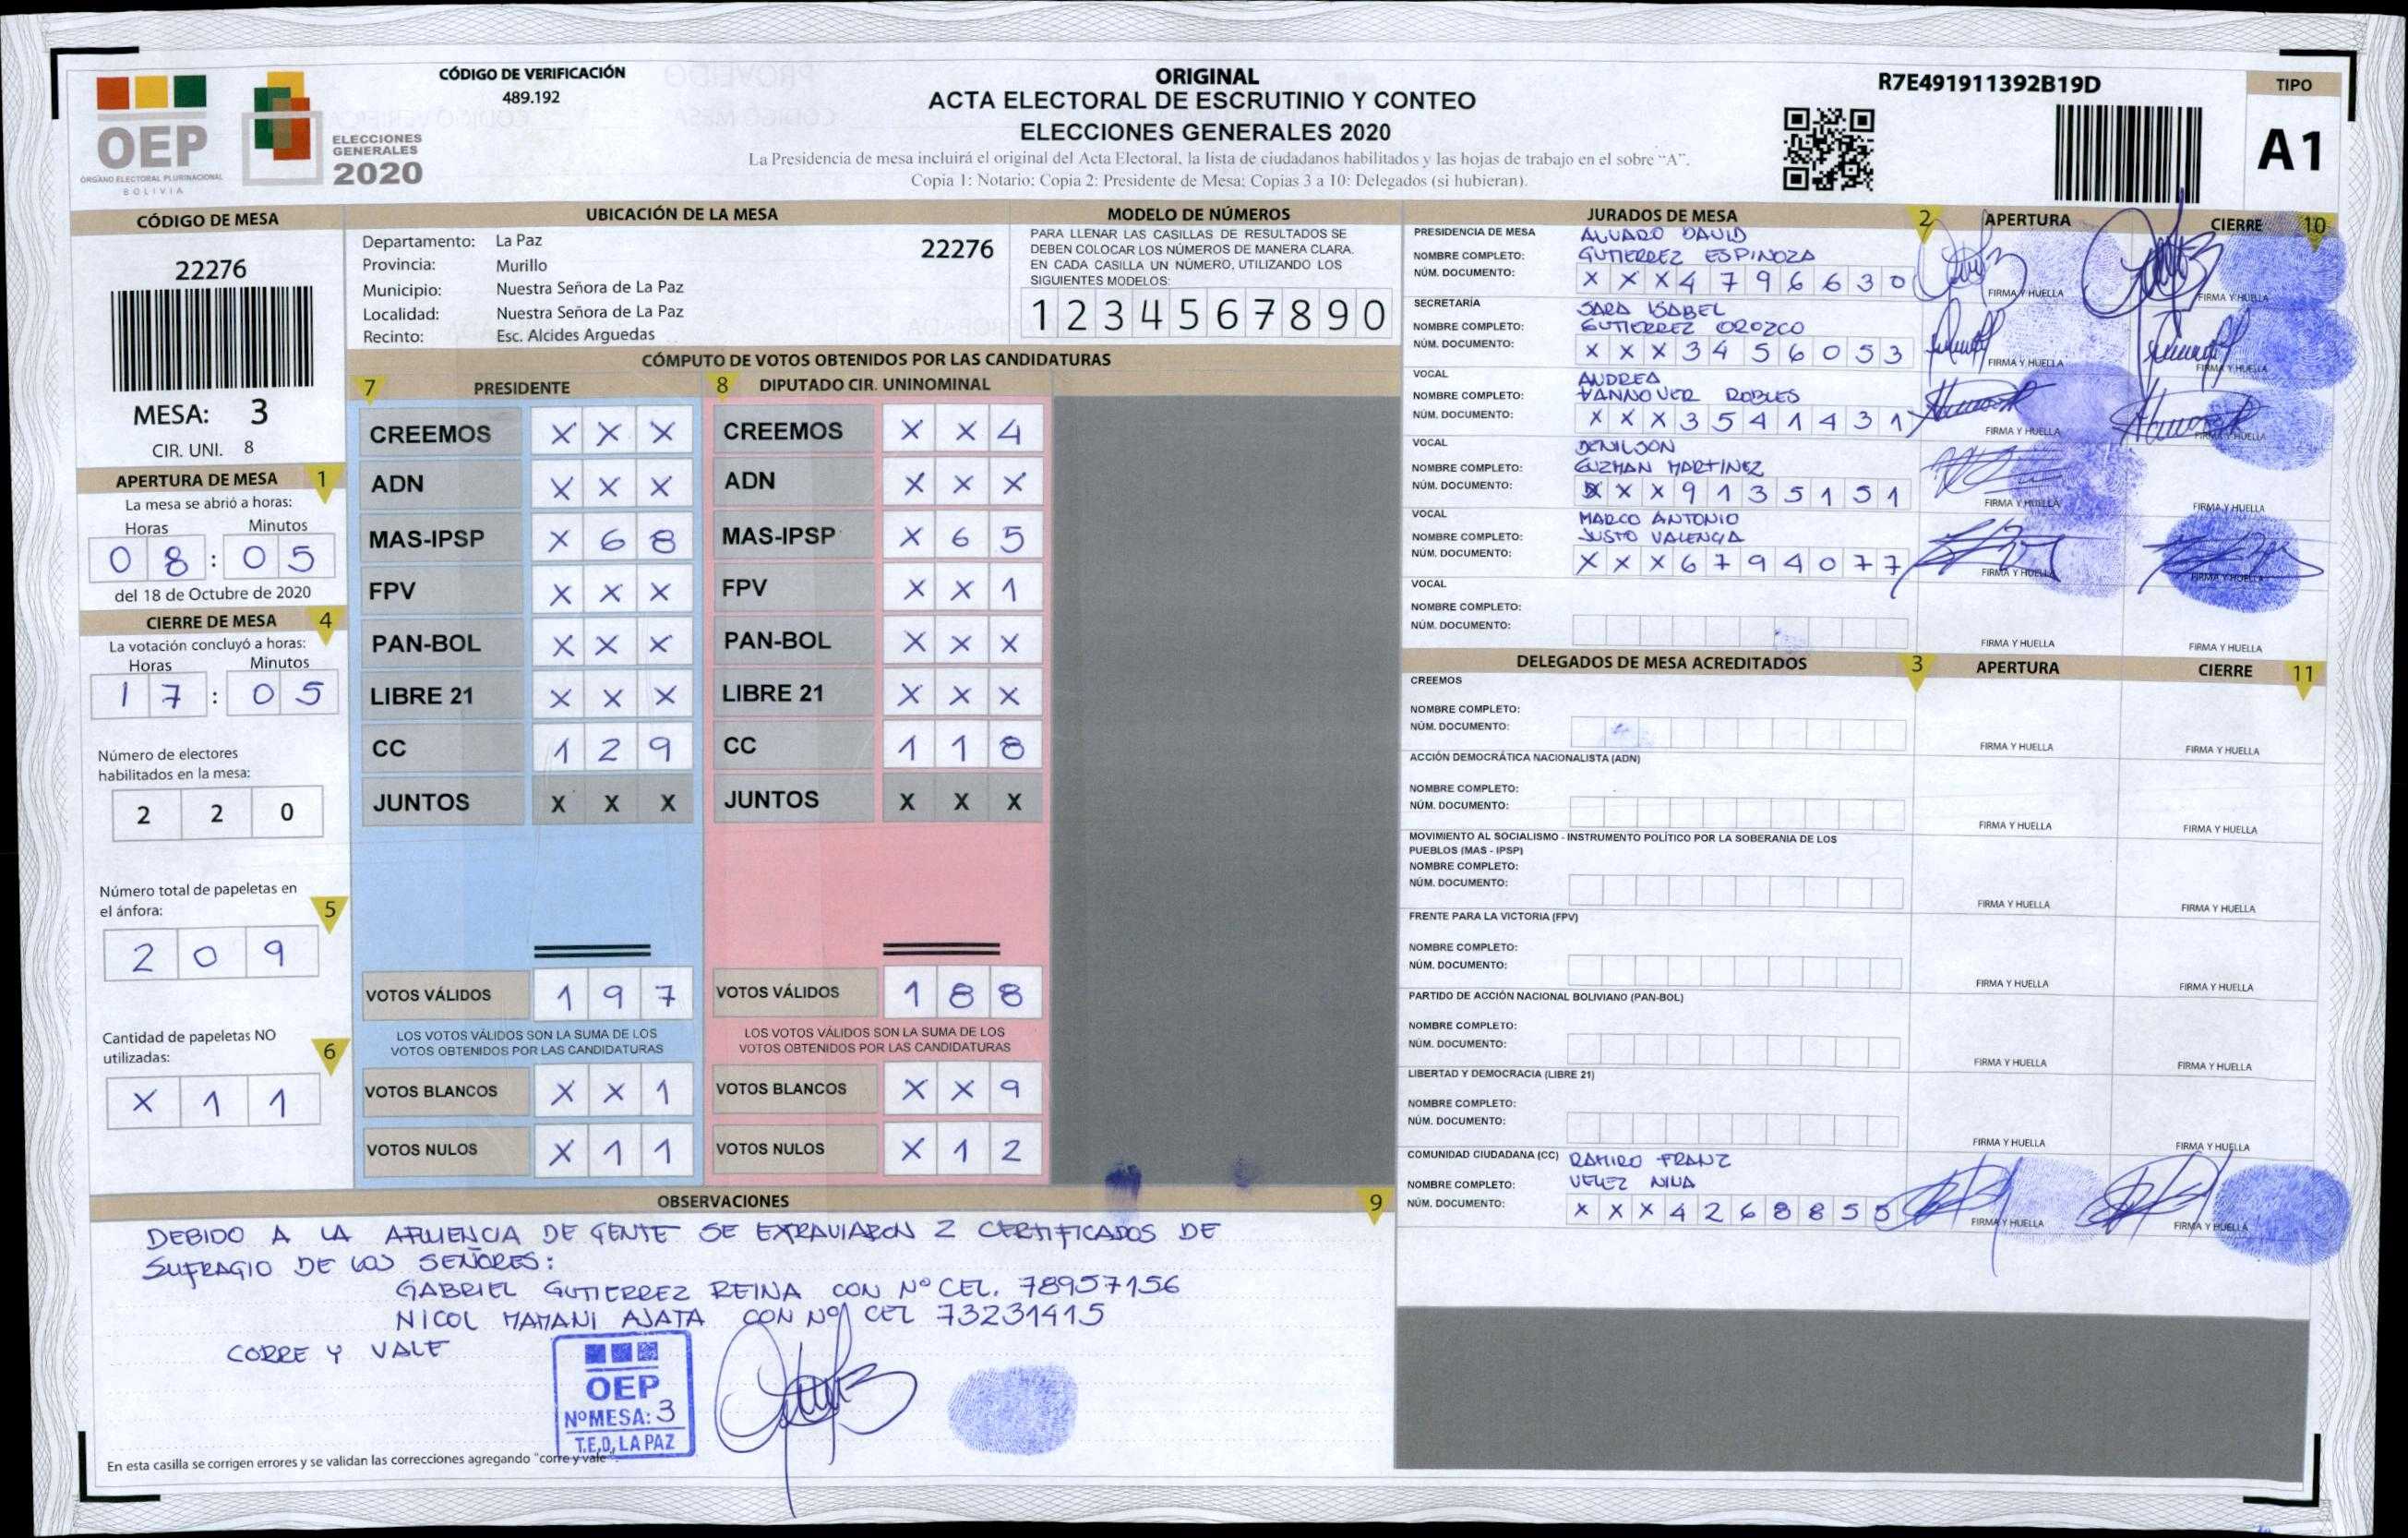 OEP
ÓRGANO ELECTORAL PLURINACIONAL
BOLIVIA
ELECCIONES
GENERALES
2020
CÓDIGO DE VERIFICACIÓN
489.192
ORIGINAL
ACTA ELECTORAL DE ESCRUTINIO Y CONTEO
ELECCIONES GENERALES 2020
La Presidencia de mesa incluirá el original del Acta Electoral, la lista de ciudadanos habilitados y las hojas de trabajo en el sobre “A”.
Copia 1: Notario; Copia 2: Presidente de Mesa; Copias 3 a 10: Delegados (si hubieran).
R7E491911392B19D
TIPO
A1
CÓDIGO DE MESA
22276
MESA: 3
CIR. UNI. 8
APERTURA DE MESA 1
La mesa se abrió a horas:
Horas Minutos
0 8 : 0 5
del 18 de Octubre de 2020
CIERRE DE MESA 4
La votación concluyó a horas:
Horas Minutos
1 7 : 0 5
Número de electores
habilitados en la mesa:
2 2 0
Número total de papeletas en
el ánfora: 5
2 0 9
Cantidad de papeletas NO
utilizadas: 6
X 1 1
UBICACIÓN DE LA MESA
Departamento: La Paz 22276
Provincia: Murillo
Municipio: Nuestra Señora de La Paz
Localidad: Nuestra Señora de La Paz
Recinto: Esc. Alcides Arguedas
MODELO DE NÚMEROS
PARA LLENAR LAS CASILLAS DE RESULTADOS SE
DEBEN COLOCAR LOS NÚMEROS DE MANERA CLARA.
EN CADA CASILLA UN NÚMERO, UTILIZANDO LOS
SIGUIENTES MODELOS:
1 2 3 4 5 6 7 8 9 0
CÓMPUTO DE VOTOS OBTENIDOS POR LAS CANDIDATURAS
7 PRESIDENTE 8 DIPUTADO CIR. UNINOMINAL
CREEMOS X X X CREEMOS X X 4
ADN X X X ADN X X X
MAS-IPSP X 6 8 MAS-IPSP X 6 5
FPV X X X FPV X X 1
PAN-BOL X X X PAN-BOL X X X
LIBRE 21 X X X LIBRE 21 X X X
CC 1 2 9 CC 1 1 8
JUNTOS X X X JUNTOS X X X
VOTOS VÁLIDOS 1 9 7 VOTOS VÁLIDOS 1 8 8
LOS VOTOS VÁLIDOS SON LA SUMA DE LOS LOS VOTOS VÁLIDOS SON LA SUMA DE LOS
VOTOS OBTENIDOS POR LAS CANDIDATURAS VOTOS OBTENIDOS POR LAS CANDIDATURAS
VOTOS BLANCOS X X 1 VOTOS BLANCOS X X 9
VOTOS NULOS X 1 1 VOTOS NULOS X 1 2
JURADOS DE MESA 2 APERTURA CIERRE 10
PRESIDENCIA DE MESA ALVARO DAVID
NOMBRE COMPLETO: GUTIERREZ ESPINOZA
NÚM. DOCUMENTO: X X X 4 7 9 6 6 3 0 FIRMA Y HUELLA FIRMA Y HUELLA
SECRETARÍA SARA ISABEL
NOMBRE COMPLETO: GUTIERREZ OROZCO
NÚM. DOCUMENTO: X X X 3 4 5 6 0 5 3 FIRMA Y HUELLA FIRMA Y HUELLA
VOCAL ANDREA
NOMBRE COMPLETO: VANNOVER ROBLES
NÚM. DOCUMENTO: X X X 3 5 4 1 4 3 1 FIRMA Y HUELLA FIRMA Y HUELLA
VOCAL DENILSON
NOMBRE COMPLETO: GUZMAN MARTINEZ
NÚM. DOCUMENTO: X X X 9 1 3 5 1 5 1 FIRMA Y HUELLA FIRMA Y HUELLA
VOCAL MARCO ANTONIO
NOMBRE COMPLETO: JUSTO VALENCIA
NÚM. DOCUMENTO: X X X 6 7 9 4 0 7 7 FIRMA Y HUELLA FIRMA Y HUELLA
VOCAL
NOMBRE COMPLETO:
NÚM. DOCUMENTO: FIRMA Y HUELLA FIRMA Y HUELLA
DELEGADOS DE MESA ACREDITADOS 3 APERTURA CIERRE 11
CREEMOS
NOMBRE COMPLETO:
NÚM. DOCUMENTO: FIRMA Y HUELLA FIRMA Y HUELLA
ACCIÓN DEMOCRÁTICA NACIONALISTA (ADN)
NOMBRE COMPLETO:
NÚM. DOCUMENTO: FIRMA Y HUELLA FIRMA Y HUELLA
MOVIMIENTO AL SOCIALISMO - INSTRUMENTO POLÍTICO POR LA SOBERANIA DE LOS
PUEBLOS (MAS - IPSP)
NOMBRE COMPLETO:
NÚM. DOCUMENTO: FIRMA Y HUELLA FIRMA Y HUELLA
FRENTE PARA LA VICTORIA (FPV)
NOMBRE COMPLETO:
NÚM. DOCUMENTO: FIRMA Y HUELLA FIRMA Y HUELLA
PARTIDO DE ACCIÓN NACIONAL BOLIVIANO (PAN-BOL)
NOMBRE COMPLETO:
NÚM. DOCUMENTO: FIRMA Y HUELLA FIRMA Y HUELLA
LIBERTAD Y DEMOCRACIA (LIBRE 21)
NOMBRE COMPLETO:
NÚM. DOCUMENTO: FIRMA Y HUELLA FIRMA Y HUELLA
COMUNIDAD CIUDADANA (CC) RAMIRO FRANZ
NOMBRE COMPLETO: VELEZ NINA
NÚM. DOCUMENTO: X X X 4 2 6 8 8 5 5 FIRMA Y HUELLA FIRMA Y HUELLA
OBSERVACIONES 9
DEBIDO A LA AFLUENCIA DE GENTE SE EXTRAVIARON 2 CERTIFICADOS DE
SUFRAGIO DE LOS SEÑORES:
GABRIEL GUTIERREZ REINA CON Nº CEL. 78957156
NICOL MAMANI AJATA CON Nº CEL 73231415
CORRE Y VALE
OEP
Nº MESA: 3
T.E.D. LA PAZ
En esta casilla se corrigen errores y se validan las correcciones agregando "corre y vale".